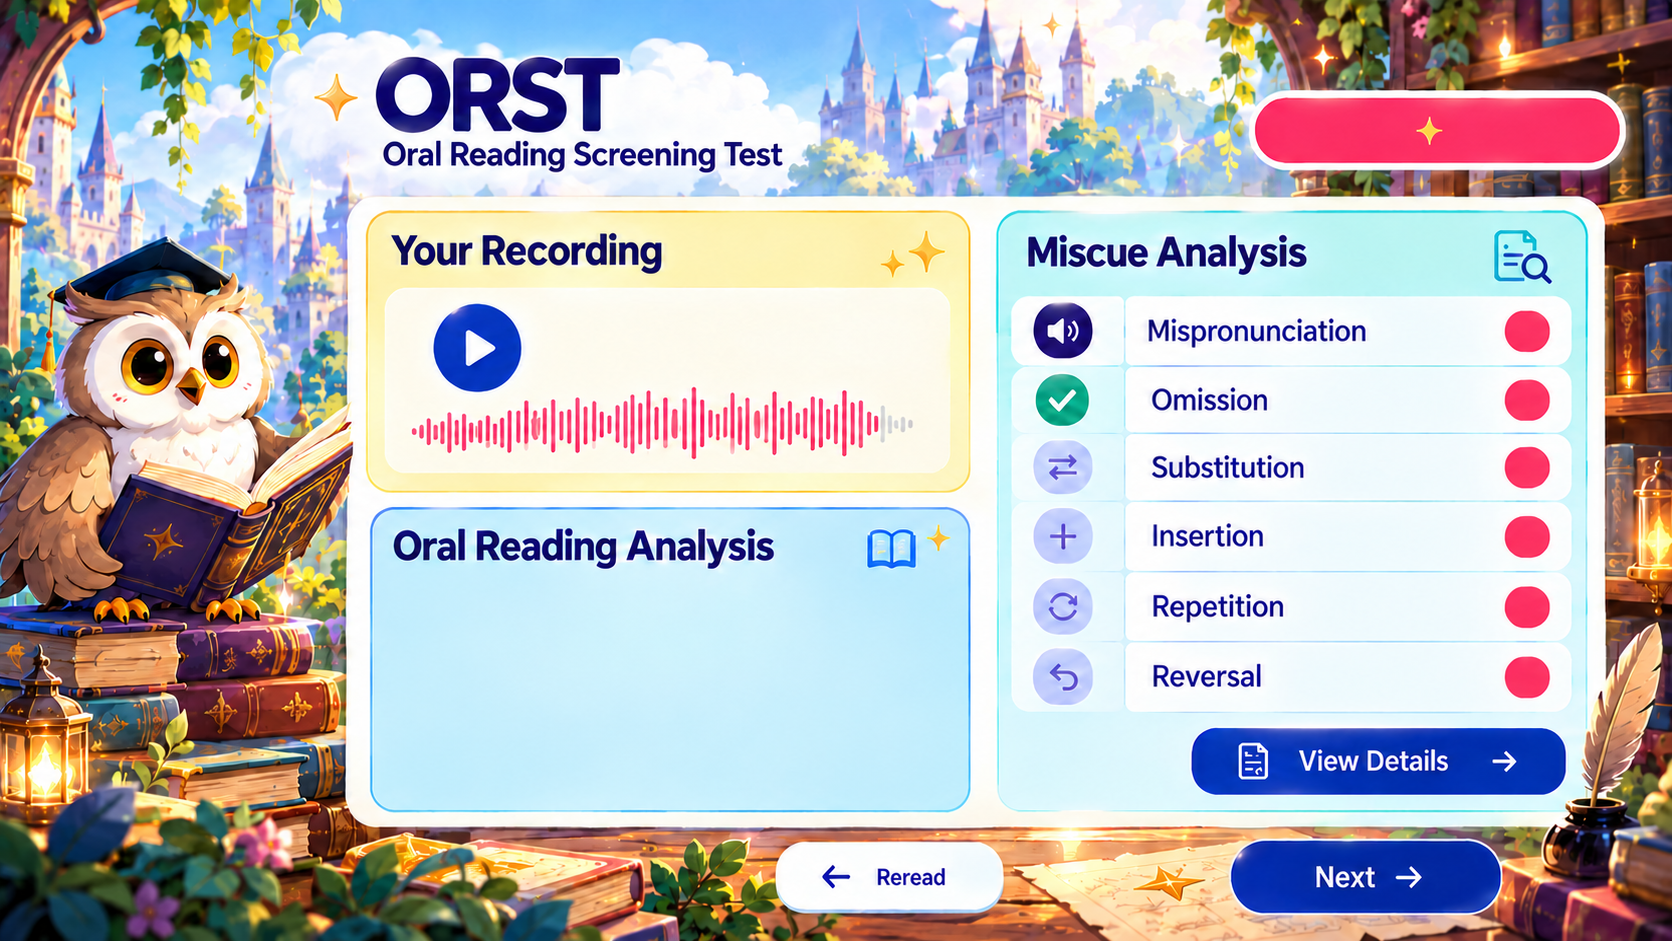 ORST
Oral Reading Screening Test
Your Recording
Oral Reading Analysis
Miscue Analysis
Mispronunciation
Omission
Substitution
Insertion
Repetition
Reversal
View Details
Reread
Next